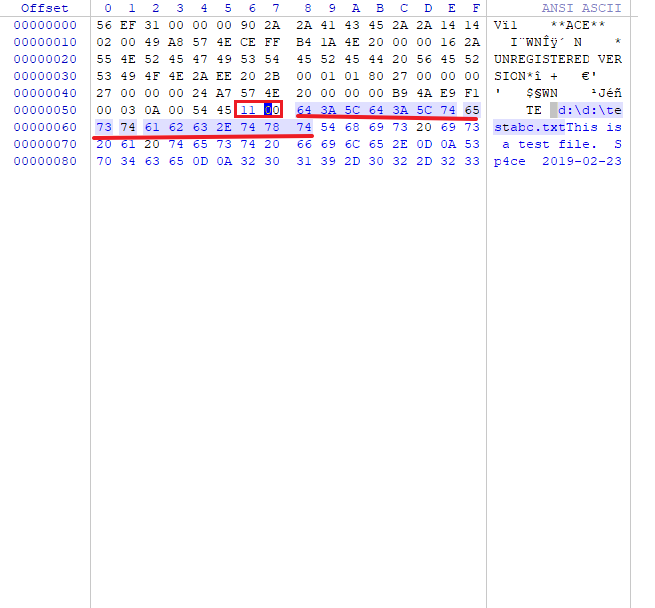 Offset 0 1 2 3 4 5 6 7 8 9 A B C D E F ANSI ASCII
00000000 56 EF 31 00 00 00 90 2A 2A 41 43 45 2A 2A 14 14 Vï1 **ACE**
00000010 02 00 49 A8 57 4E CE FF B4 1A 4E 20 00 00 16 2A I¨WNÎÿ´ N *
00000020 55 4E 52 45 47 49 53 54 45 52 45 44 20 56 45 52 UNREGISTERED VER
00000030 53 49 4F 4E 2A EE 20 2B 00 01 01 80 27 00 00 00 SION*î + €'
00000040 27 00 00 00 24 A7 57 4E 20 00 00 00 B9 4A E9 F1 ' $§WN ¹Jéñ
00000050 00 03 0A 00 54 45 11 00 64 3A 5C 64 3A 5C 74 65 TE d:\d:\te
00000060 73 74 61 62 63 2E 74 78 74 54 68 69 73 20 69 73 stabc.txtThis is
00000070 20 61 20 74 65 73 74 20 66 69 6C 65 2E 0D 0A 53 a test file. S
00000080 70 34 63 65 0D 0A 32 30 31 39 2D 30 32 2D 32 33 p4ce 2019-02-23